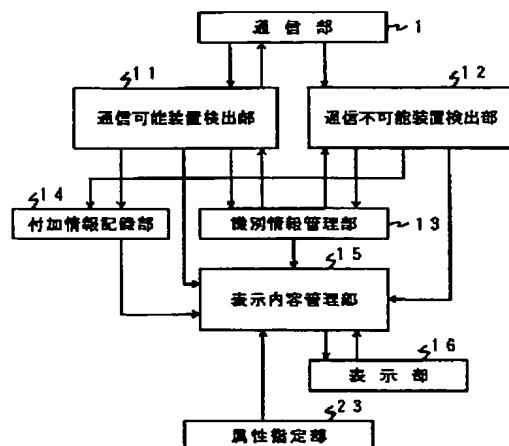 通信部
1
11
12
通信可能装置検出部
通信不可能装置検出部
14
付加情報記録部
識別情報管理部
13
15
表示内容管理部
16
表示部
23
属性指定部